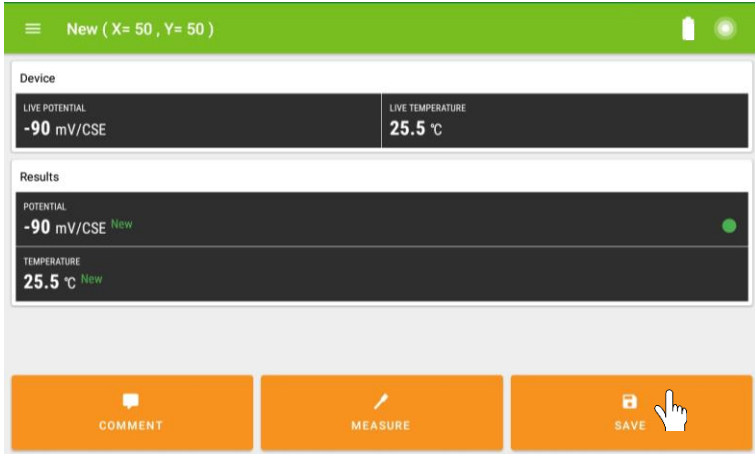 New ( X= 50 , Y= 50 )
Device
LIVE POTENTIAL
-90 mV/CSE
LIVE TEMPERATURE
25.5 °C
Results
POTENTIAL
-90 mV/CSE New
TEMPERATURE
25.5 °C New
COMMENT
MEASURE
SAVE